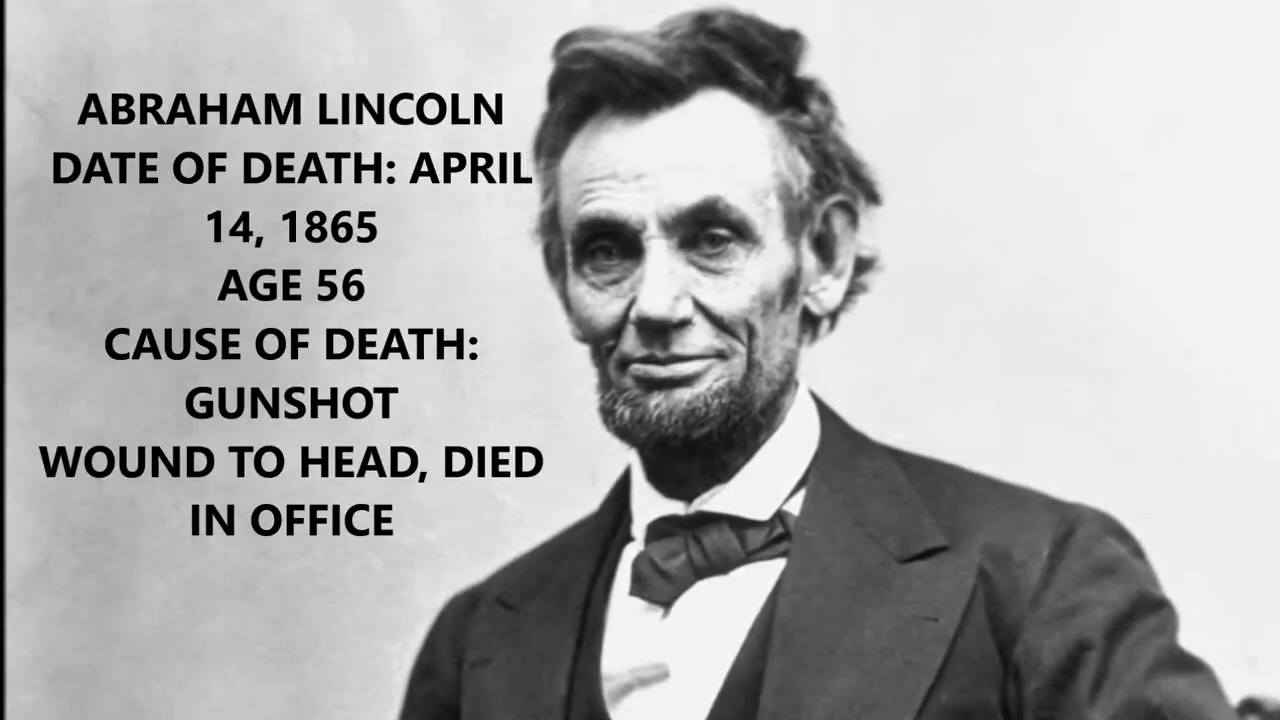 ABRAHAM LINCOLN
DATE OF DEATH: APRIL
14, 1865
AGE 56
CAUSE OF DEATH:
GUNSHOT
WOUND TO HEAD, DIED
IN OFFICE